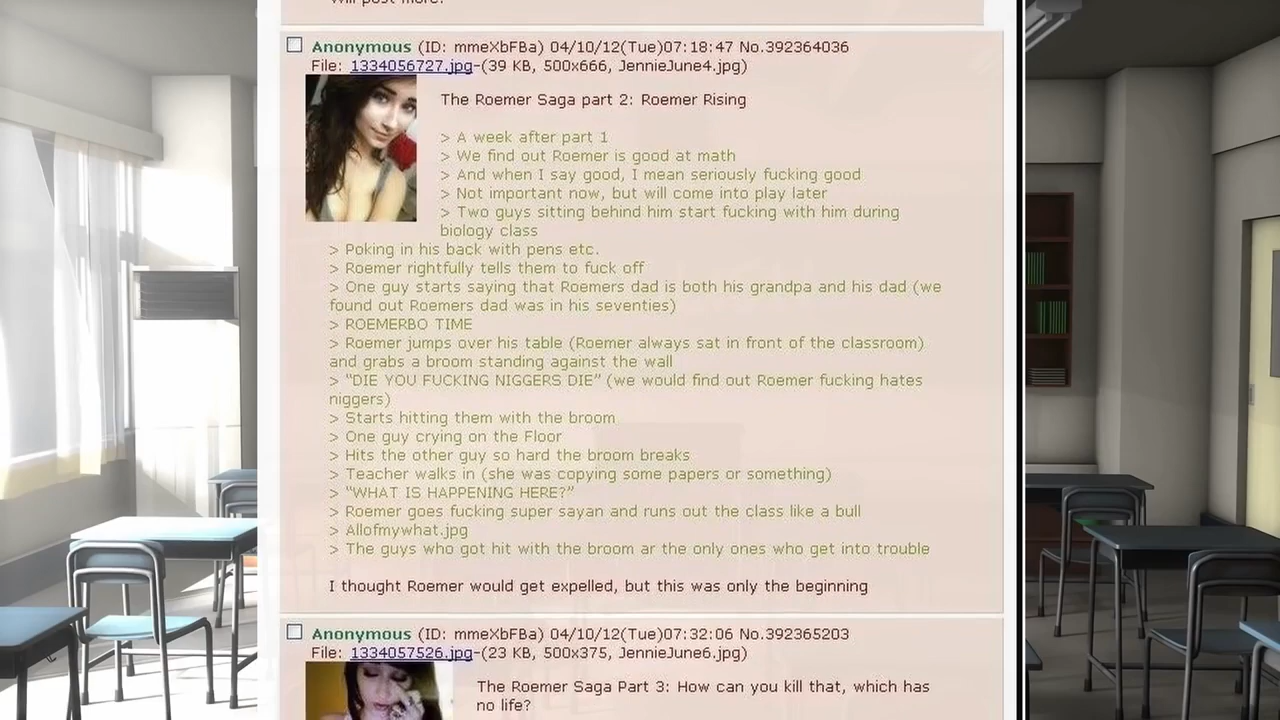 will post more.
Anonymous (ID: mmeXbFBa) 04/10/12(Tue)07:18:47 No.392364036
File: 1334056727.jpg-(39 KB, 500x666, JennieJune4.jpg)
The Roemer Saga part 2: Roemer Rising
> A week after part 1
> We find out Roemer is good at math
> And when I say good, I mean seriously fucking good
> Not important now, but will come into play later
> Two guys sitting behind him start fucking with him during
biology class
> Poking in his back with pens etc.
> Roemer rightfully tells them to fuck off
> One guy starts saying that Roemers dad is both his grandpa and his dad (we
found out Roemers dad was in his seventies)
> ROEMERBO TIME
> Roemer jumps over his table (Roemer always sat in front of the classroom)
and grabs a broom standing against the wall
> "DIE YOU FUCKING NIGGERS DIE" (we would find out Roemer fucking hates
niggers)
> Starts hitting them with the broom
> One guy crying on the Floor
> Hits the other guy so hard the broom breaks
> Teacher walks in (she was copying some papers or something)
> "WHAT IS HAPPENING HERE?"
> Roemer goes fucking super sayan and runs out the class like a bull
> Allofmywhat.jpg
> The guys who got hit with the broom ar the only ones who get into trouble
I thought Roemer would get expelled, but this was only the beginning
Anonymous (ID: mmeXbFBa) 04/10/12(Tue)07:32:06 No.392365203
File: 1334057526.jpg-(23 KB, 500x375, JennieJune6.jpg)
The Roemer Saga Part 3: How can you kill that, which has
no life?